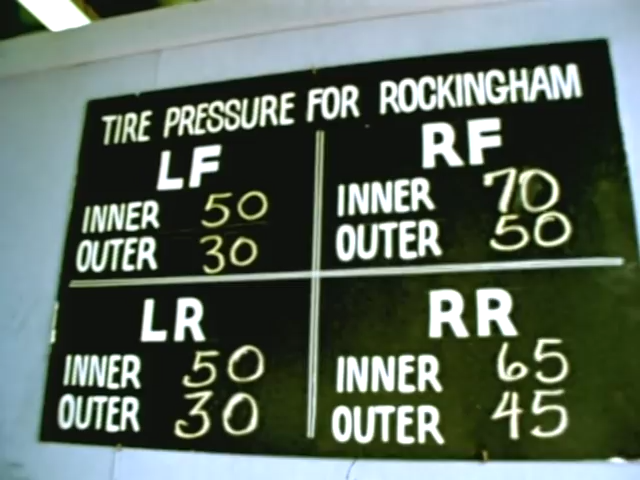 TIRE PRESSURE FOR ROCKINGHAM
LF
INNER 50
OUTER 30
RF
INNER 70
OUTER 50
LR
INNER 50
OUTER 30
RR
INNER 65
OUTER 45